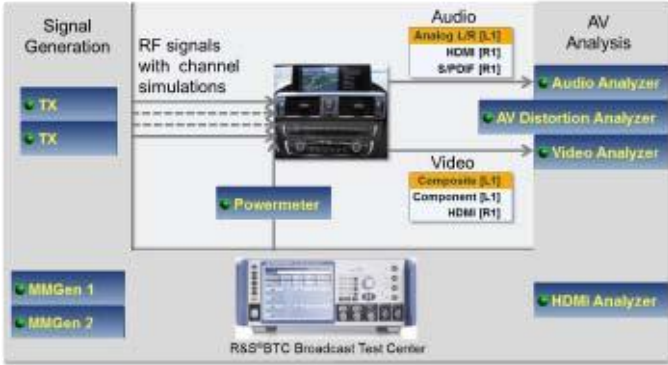 Signal
Generation
TX
TX
MMGen 1
MMGen 2
RF signals
with channel
simulations
Powermeter
Audio
Analog L/R [L1]
HDMI [R1]
S/PDIF [R1]
Video
Composite [L1]
Component [L1]
HDMI [R1]
R&S®BTC Broadcast Test Center
AV
Analysis
Audio Analyzer
AV Distortion Analyzer
Video Analyzer
HDMI Analyzer